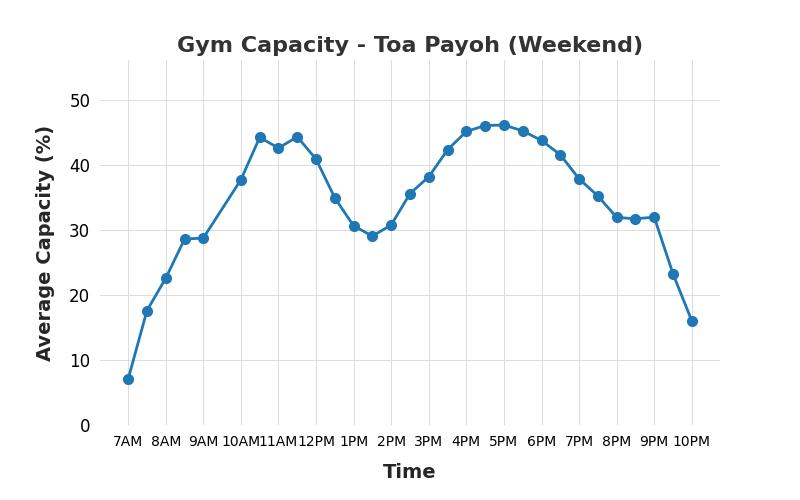 Gym Capacity - Toa Payoh (Weekend)
Average Capacity (%)
50
40
30
20
10
0
7AM 8AM 9AM 10AM 11AM 12PM 1PM 2PM 3PM 4PM 5PM 6PM 7PM 8PM 9PM 10PM
Time